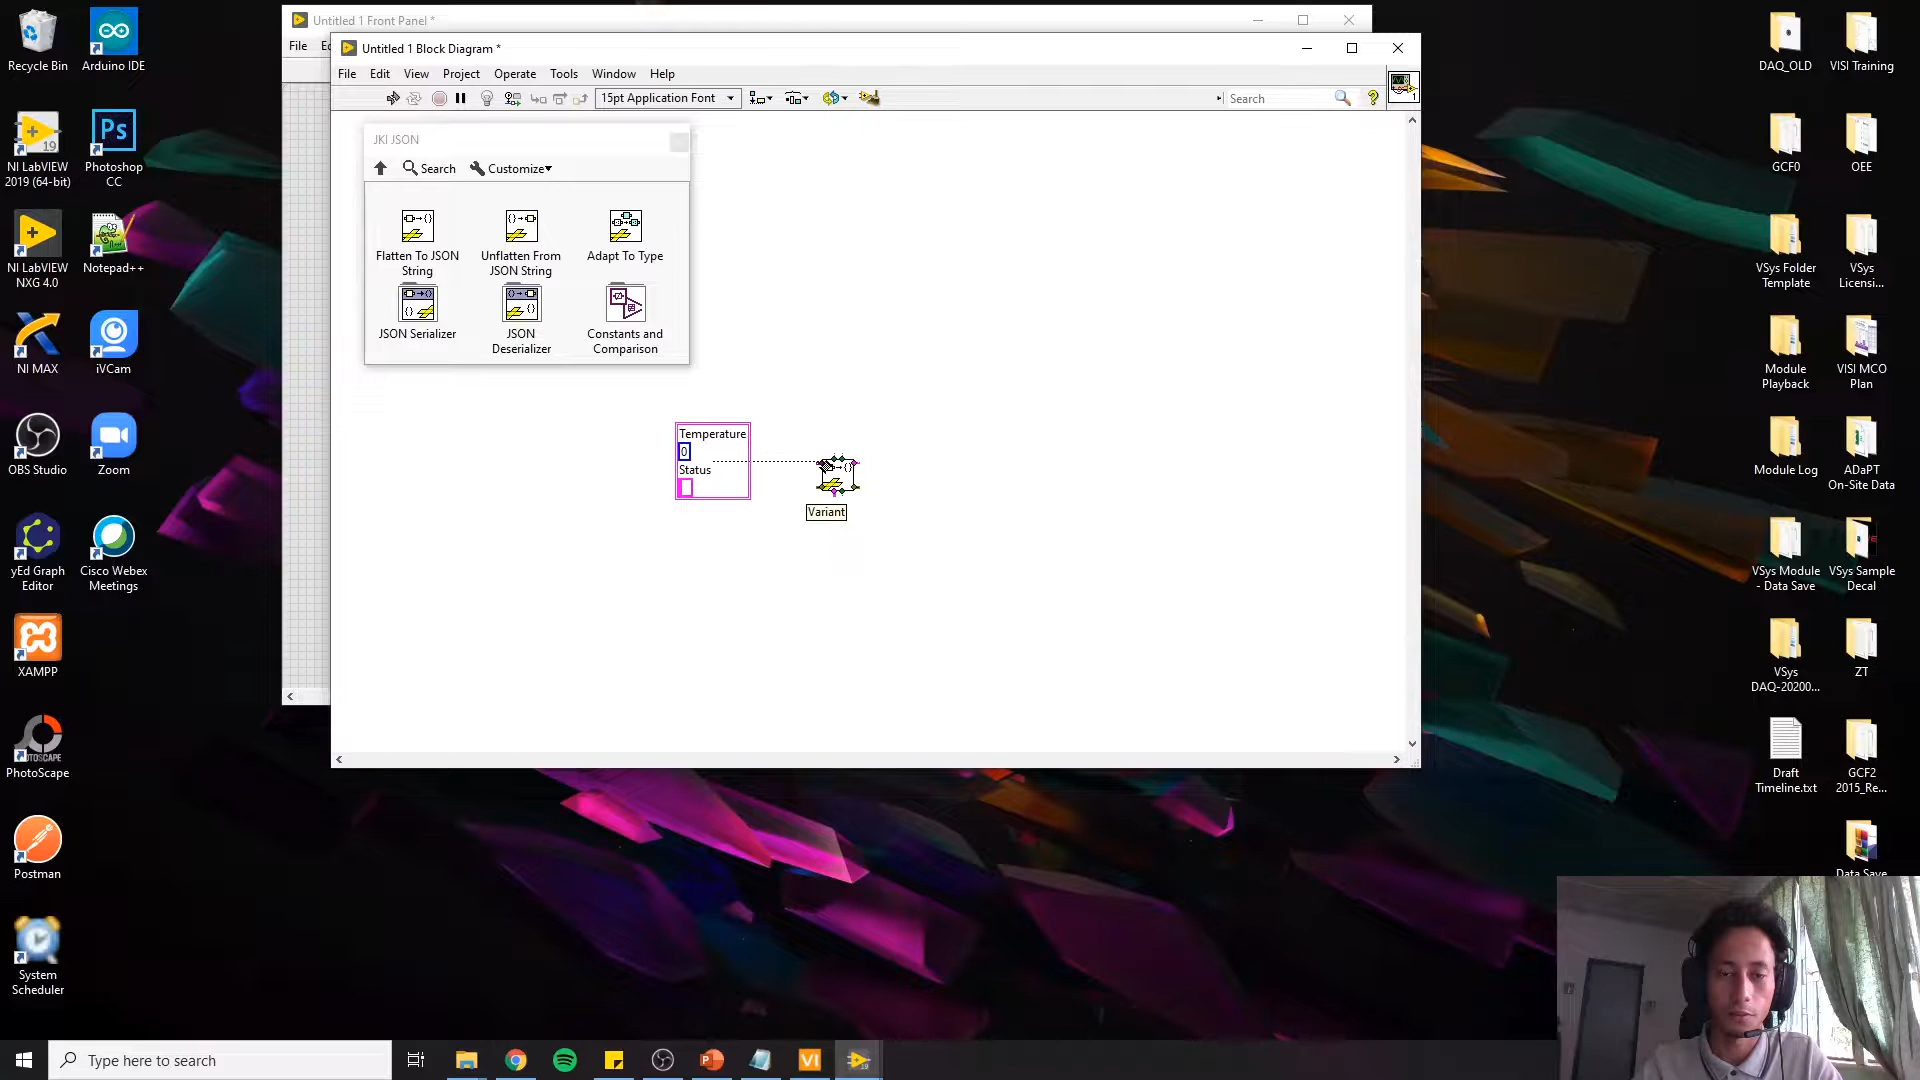 Untitled 1 Front Panel *
File
Untitled 1 Block Diagram *
File Edit View Project Operate Tools Window Help
15pt Application Font
Search
1
JKI JSON
Search
Customize
Flatten To JSON
String
Unflatten From
JSON String
Adapt To Type
JSON Serializer
JSON
Deserializer
Constants and
Comparison
Temperature
0
Status
Variant
Recycle Bin
Arduino IDE
NI LabVIEW
2019 (64-bit)
Photoshop
CC
NI LabVIEW
NXG 4.0
Notepad++
NI MAX
iVCam
OBS Studio
Zoom
yEd Graph
Editor
Cisco Webex
Meetings
XAMPP
PhotoScape
Postman
System
Scheduler
DAQ_OLD
VISI Training
GCF0
OEE
VSys Folder
Template
VSys
Licensi...
Module
Playback
VISI MCO
Plan
Module Log
ADaPT
On-Site Data
VSys Module
- Data Save
VSys Sample
Decal
VSys
DAQ-20200...
ZT
Draft
Timeline.txt
GCF2
2015_Re...
Data Save
Type here to search